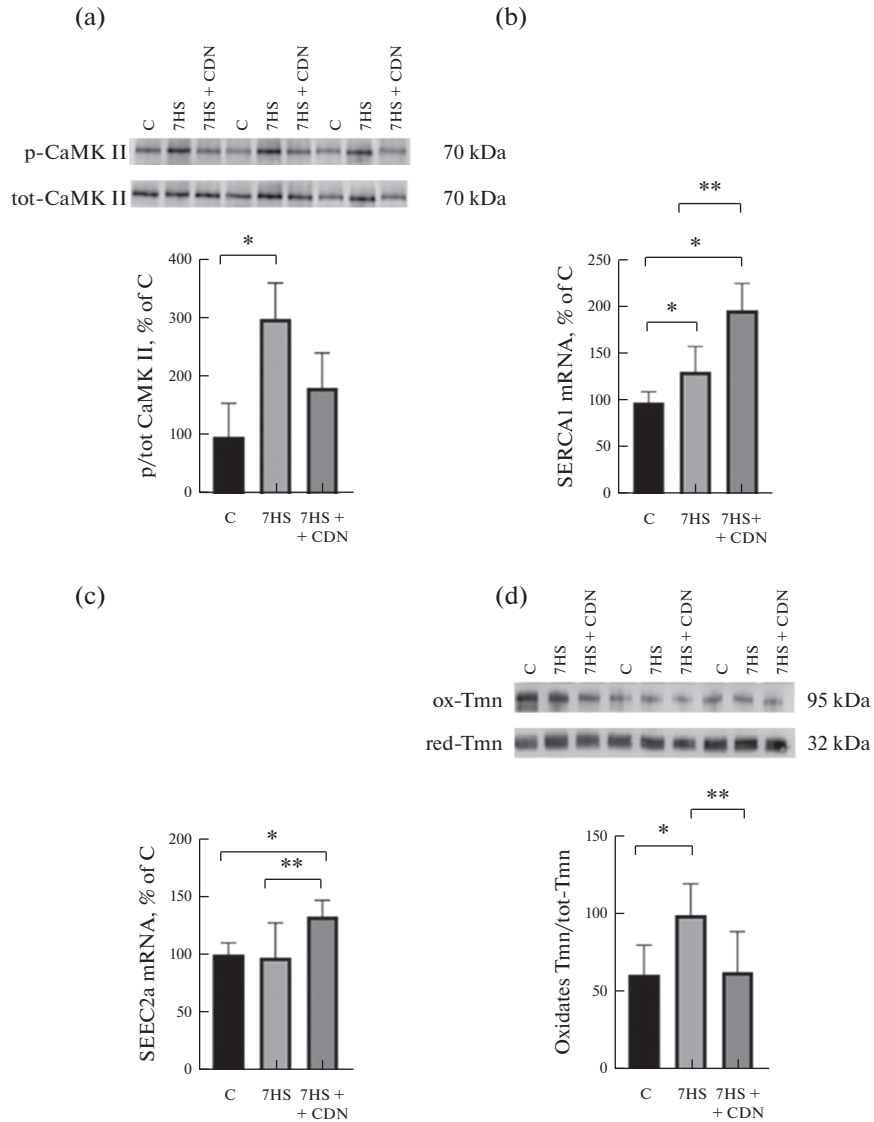 (a)
C
7HS
7HS + CDN
C
7HS
7HS + CDN
C
7HS
7HS + CDN
p-CaMK II
70 kDa
tot-CaMK II
70 kDa
*
p/tot CaMK II, % of C
400
300
200
100
0
C
7HS
7HS +
+ CDN
(b)
**
*
*
SERCA1 mRNA, % of C
250
200
150
100
50
0
C
7HS
7HS+
+ CDN
(c)
*
**
SEEC2a mRNA, % of C
200
150
100
50
0
C
7HS
7HS +
+ CDN
(d)
C
7HS
7HS + CDN
C
7HS
7HS + CDN
C
7HS
7HS + CDN
ox-Tmn
95 kDa
red-Tmn
32 kDa
**
*
Oxidates Tmn/tot-Tmn
150
100
50
0
C
7HS
7HS +
+ CDN